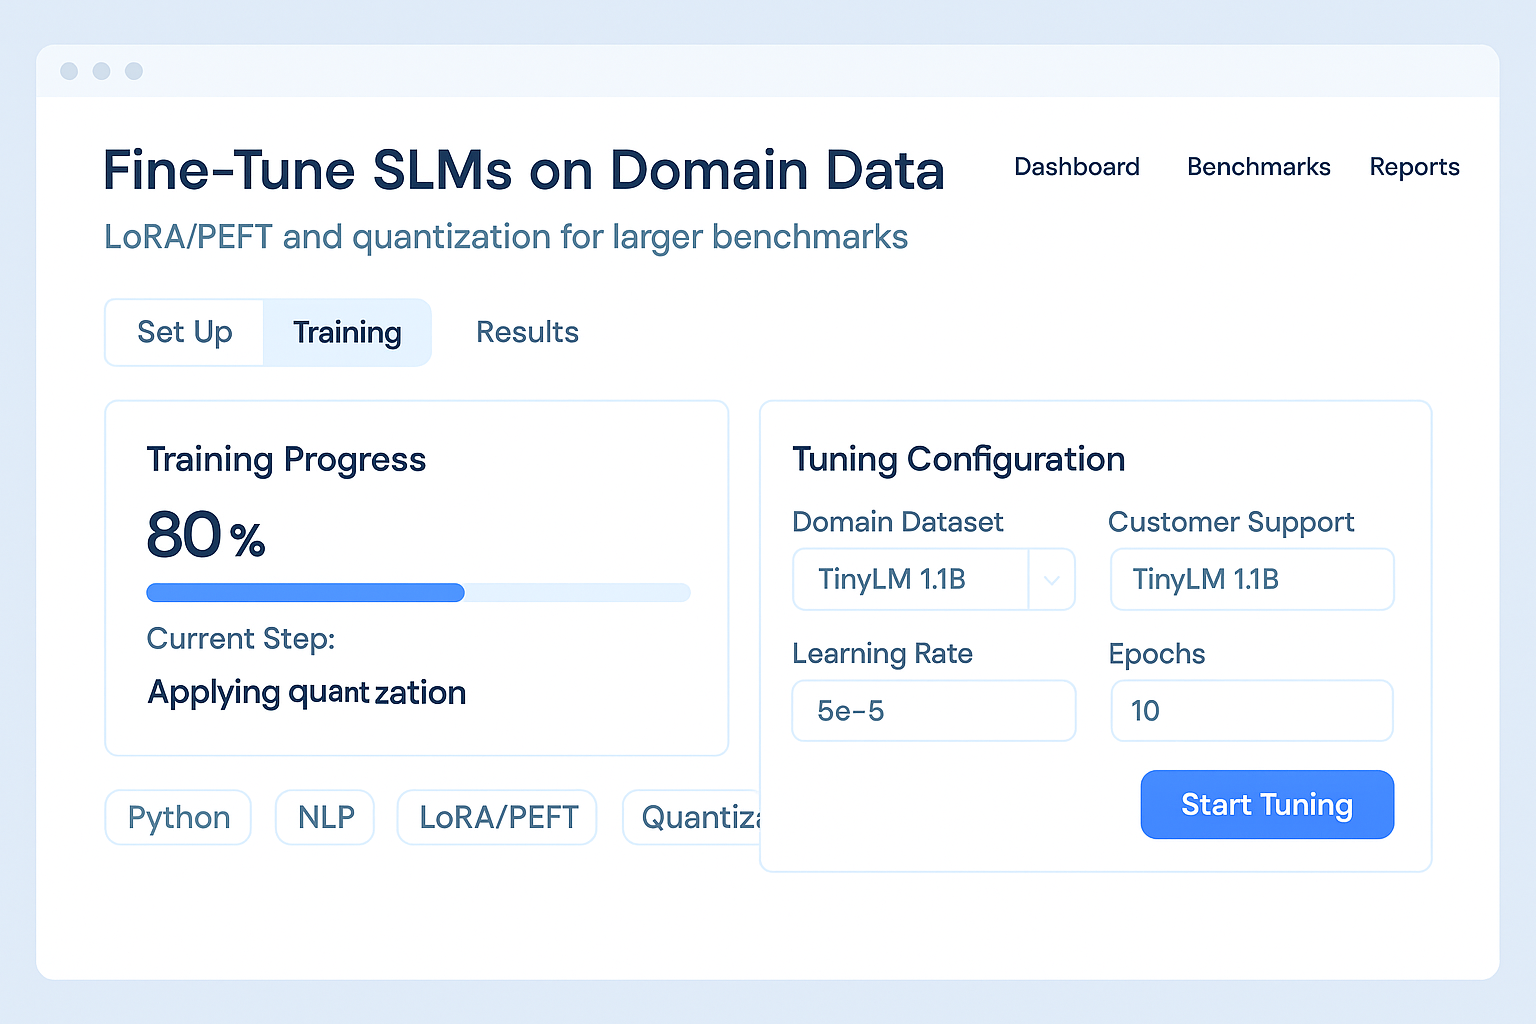 Fine-Tune SLMs on Domain Data
Dashboard
Benchmarks
Reports
LoRA/PEFT and quantization for larger benchmarks
Set Up
Training
Results
Training Progress
80 %
Current Step:
Applying quant zation
Tuning Configuration
Domain Dataset
Customer Support
TinyLM 1.1B
TinyLM 1.1B
Learning Rate
Epochs
5e-5
10
Start Tuning
Python
NLP
LoRA/PEFT
Quantiza